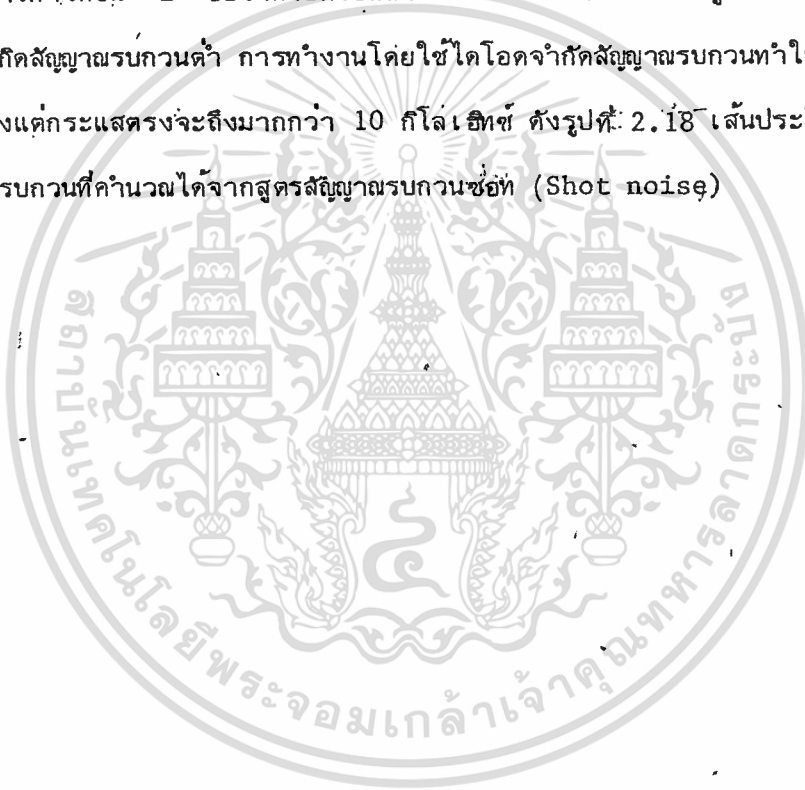 กิดสัญญาณรบกวนต่ำ การทำงานโดยใช้ไดโอดจำกัดสัญญาณรบกวนทำใ
งแต่กระแสตรงจะถึงมากกว่า 10 กิโลเฮิทซ์ ดังรูปที่ 2.18 เส้นประ
รบกวนที่คำนวณได้จากสูตรสัญญาณรบกวนช็อท (Shot noise)
สถาบันเทคโนโลยีพระจอมเกล้าเจ้าคุณทหารลาดกระบัง